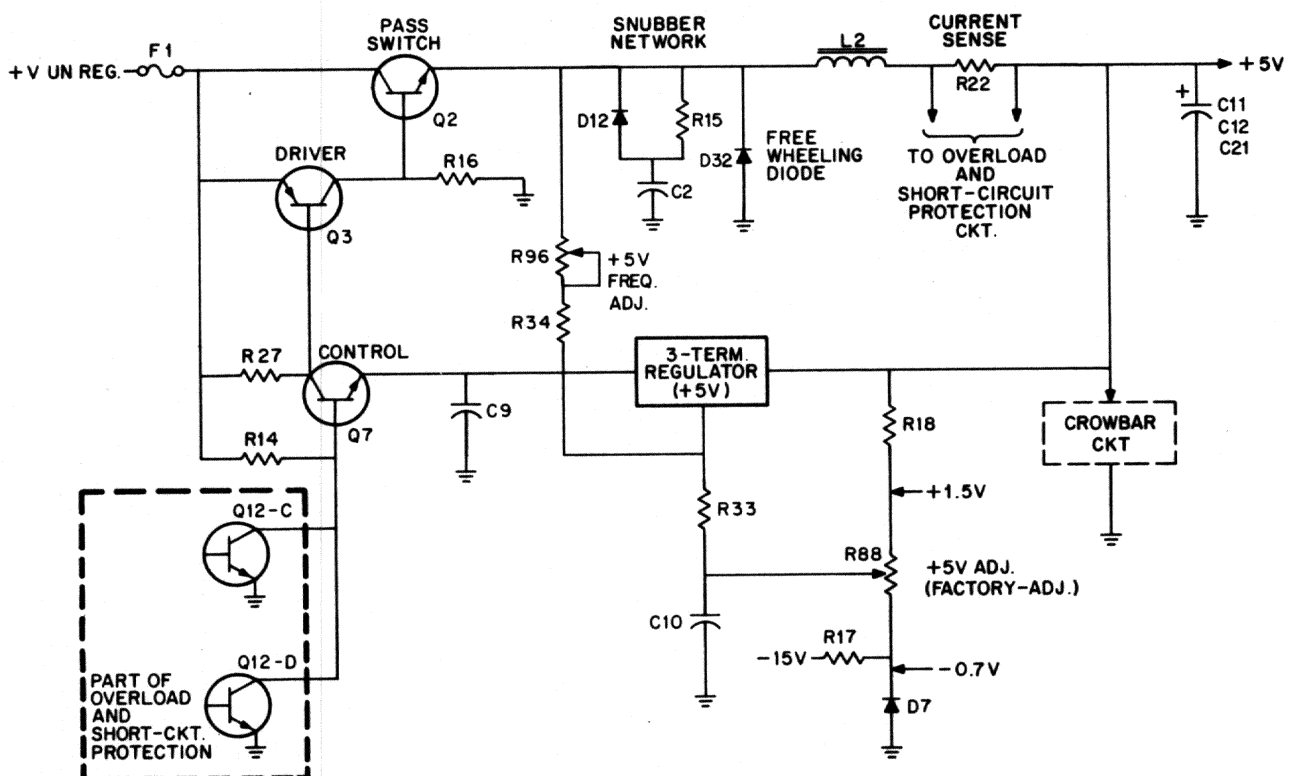 PASS
SWITCH
SNUBBER
NETWORK
CURRENT
SENSE
F1
L2
+V UN REG.
+5V
R22
Q2
D12
R15
D32
FREE
WHEELING
DIODE
+
C11
C12
C21
DRIVER
R16
C2
TO OVERLOAD
AND
SHORT-CIRCUIT
PROTECTION
CKT.
Q3
R96
+5V
FREQ.
ADJ.
R34
R27
CONTROL
3-TERM.
REGULATOR
(+5V)
C9
Q7
R18
CROWBAR
CKT
R14
+1.5V
Q12-C
R33
R88
+5V ADJ.
(FACTORY-ADJ.)
C10
R17
-15V
-0.7V
Q12-D
D7
PART OF
OVERLOAD
AND
SHORT-CKT.
PROTECTION